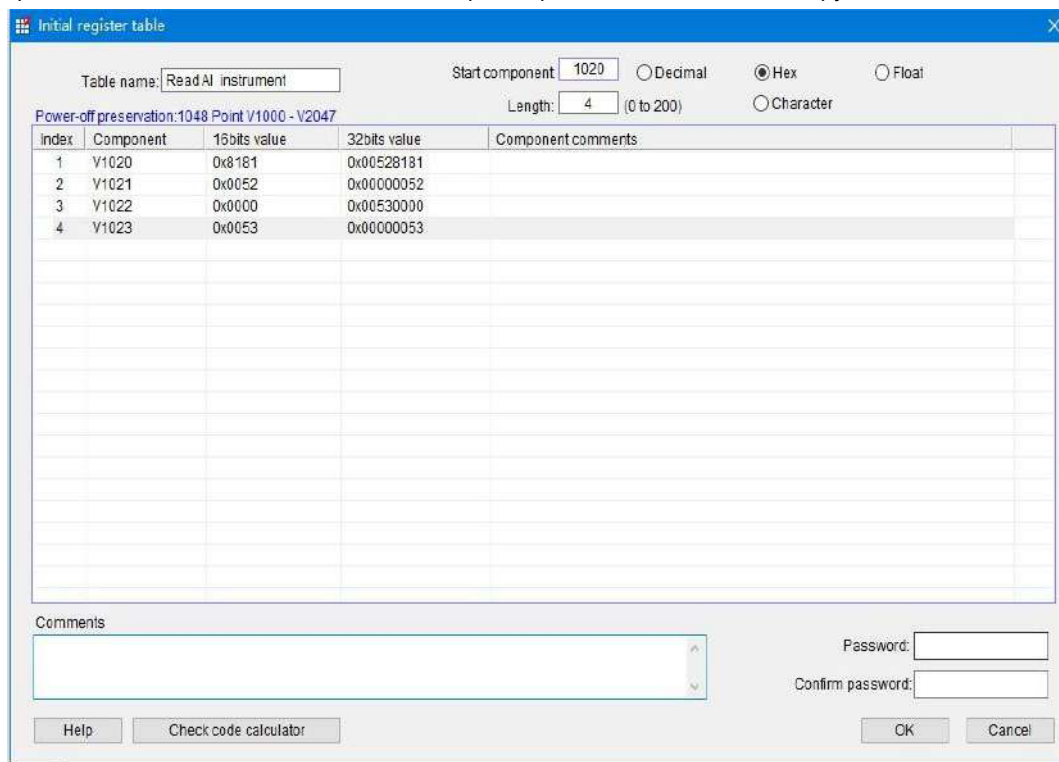 Initial register table
Table name: Read AI instrument
Start component 1020 Decimal Hex Float
Length: 4 (0 to 200) Character
Power-off preservation:1048 Point V1000 - V2047
Index Component 16bits value 32bits value Component comments
1 V1020 0x8181 0x00528181
2 V1021 0x0052 0x00000052
3 V1022 0x0000 0x00530000
4 V1023 0x0053 0x00000053
Comments
Password:
Confirm password:
Help Check code calculator OK Cancel